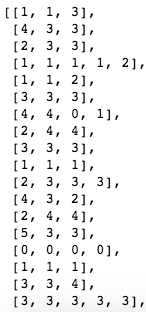 [[1, 1, 3],
[4, 3, 3],
[2, 3, 3],
[1, 1, 1, 1, 2],
[1, 1, 2],
[3, 3, 3],
[4, 4, 0, 1],
[2, 4, 4],
[3, 3, 3],
[1, 1, 1],
[2, 3, 3, 3],
[4, 3, 2],
[2, 4, 4],
[5, 3, 3],
[0, 0, 0, 0],
[1, 1, 1],
[3, 3, 4],
[3, 3, 3, 3, 3],